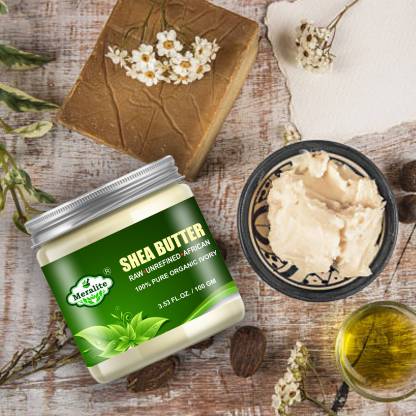 Meralite
®
SHEA BUTTER
RAW•UNREFINED•AFRICAN
100% PURE ORGANIC IVORY
3.53 FL.OZ. / 100 GM